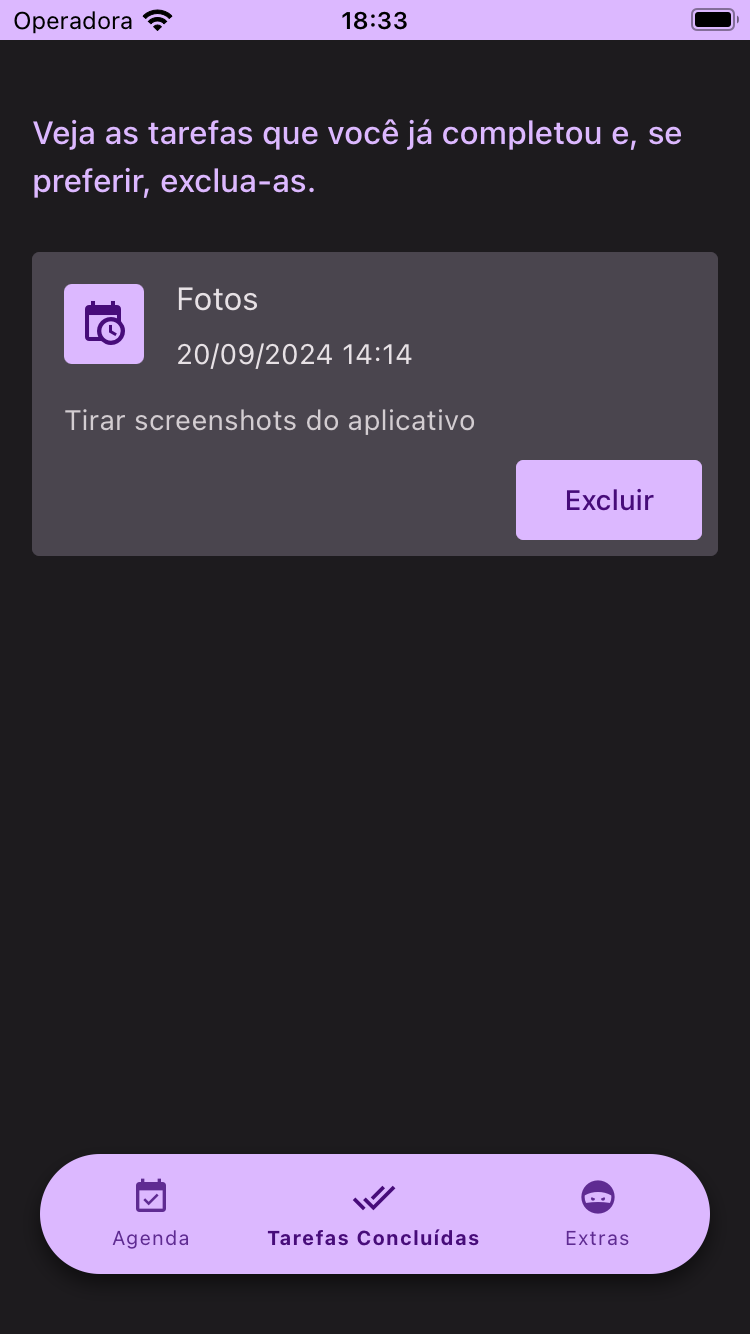 Operadora 18:33
Veja as tarefas que você já completou e, se
preferir, exclua-as.
Fotos
20/09/2024 14:14
Tirar screenshots do aplicativo
Excluir
Agenda Tarefas Concluídas Extras